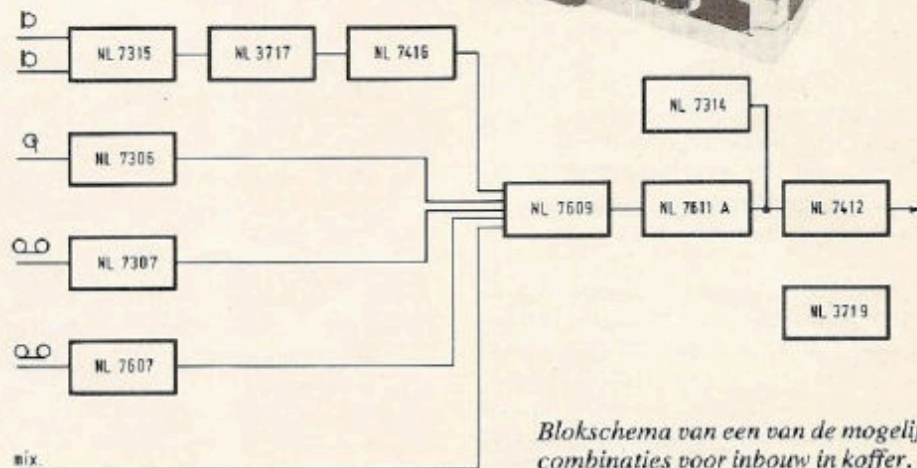 NL 7315
NL 3717
NL 7416
NL 7314
NL 7306
NL 7609
NL 7611 A
NL 7412
NL 7307
NL 3719
NL 7607
mix.
Blokschema van een van de
combinaties voor inbouw in koffer.